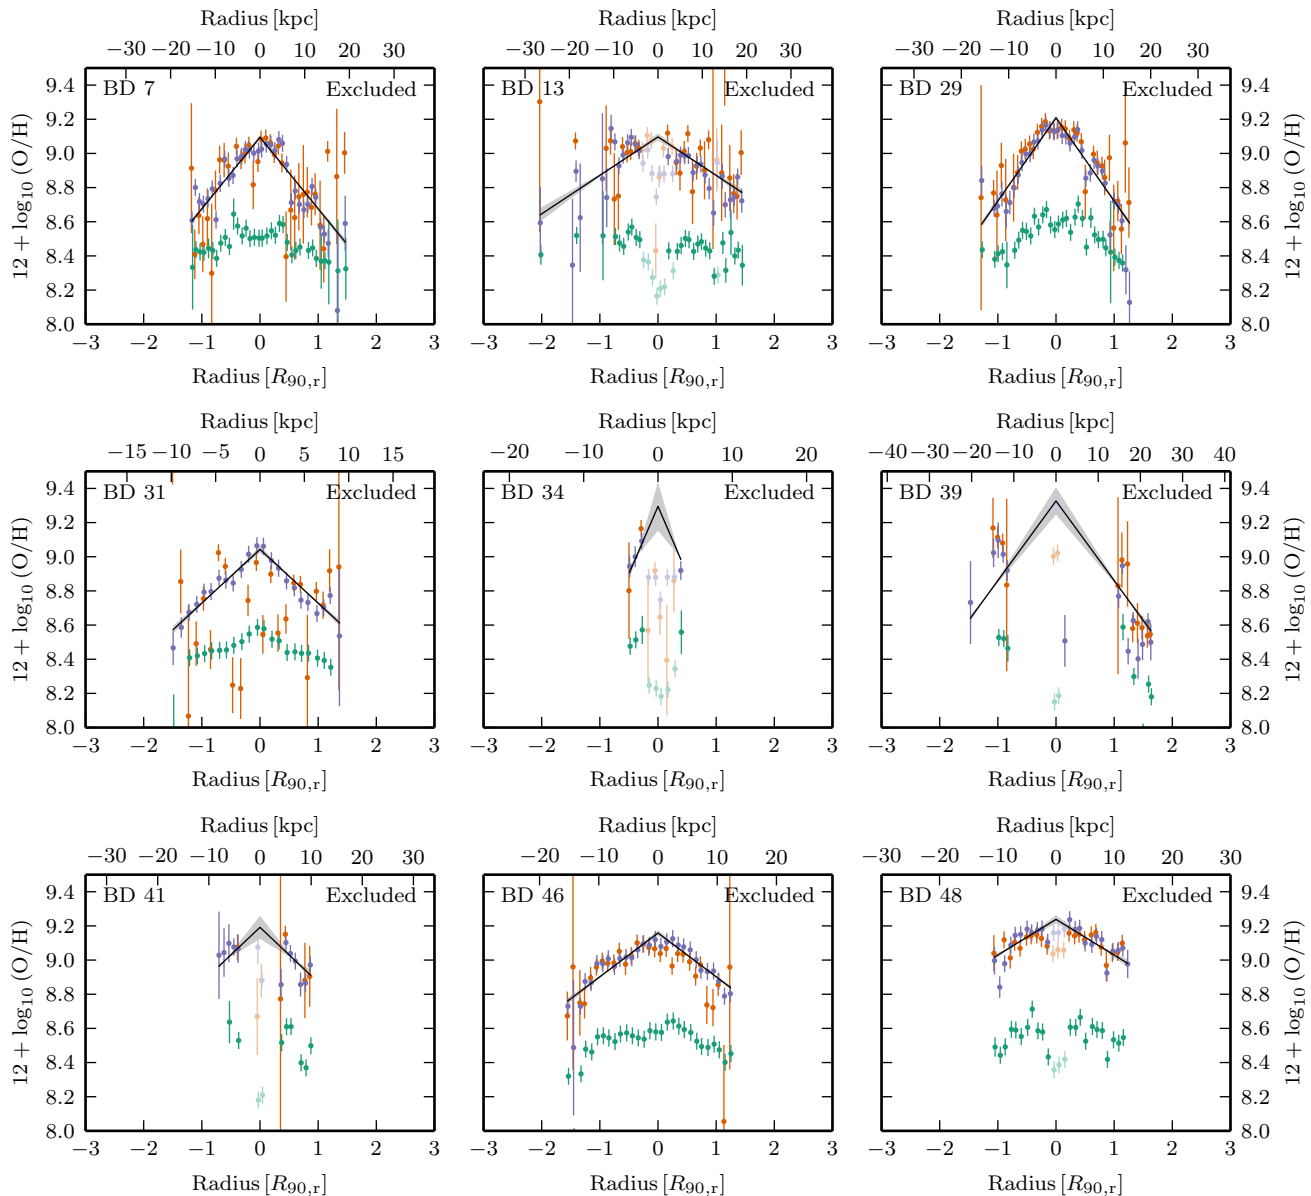 Radius [kpc] Radius [kpc] Radius [kpc]
−30 −20 −10 0 10 20 30 −30 −20 −10 0 10 20 30 −30 −20 −10 0 10 20 30
9.4 BD 7 Excluded BD 13 Excluded BD 29 Excluded 9.4
9.2 9.2
9.0 9.0
8.8 8.8
8.6 8.6
8.4 8.4
8.2 8.2
8.0 8.0
12 + log10 (O/H) 12 + log10 (O/H)
−3 −2 −1 0 1 2 3 −3 −2 −1 0 1 2 3 −3 −2 −1 0 1 2 3
Radius [R90,r] Radius [R90,r] Radius [R90,r]
Radius [kpc] Radius [kpc] Radius [kpc]
−15 −10 −5 0 5 10 15 −20 −10 0 10 20 −40 −30 −20 −10 0 10 20 30 40
9.4 BD 31 Excluded BD 34 Excluded BD 39 Excluded 9.4
9.2 9.2
9.0 9.0
8.8 8.8
8.6 8.6
8.4 8.4
8.2 8.2
8.0 8.0
12 + log10 (O/H) 12 + log10 (O/H)
−3 −2 −1 0 1 2 3 −3 −2 −1 0 1 2 3 −3 −2 −1 0 1 2 3
Radius [R90,r] Radius [R90,r] Radius [R90,r]
Radius [kpc] Radius [kpc] Radius [kpc]
−30 −20 −10 0 10 20 30 −20 −10 0 10 20 −30 −20 −10 0 10 20 30
9.4 BD 41 Excluded BD 46 Excluded BD 48 Excluded 9.4
9.2 9.2
9.0 9.0
8.8 8.8
8.6 8.6
8.4 8.4
8.2 8.2
8.0 8.0
12 + log10 (O/H) 12 + log10 (O/H)
−3 −2 −1 0 1 2 3 −3 −2 −1 0 1 2 3 −3 −2 −1 0 1 2 3
Radius [R90,r] Radius [R90,r] Radius [R90,r]